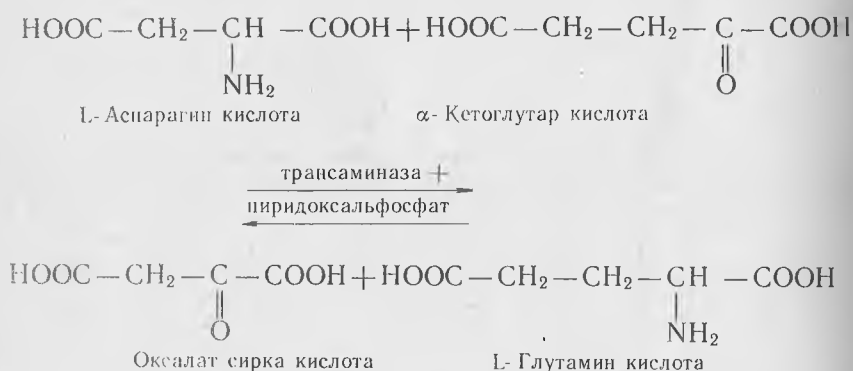 HOOC—CH₂—CH—COOH+HOOC—CH₂—CH₂—C—COOH
NH₂ O
L-Аспарагин кислота α-Кетоглутар кислота
трансаминаза +
пиридоксальфосфат
HOOC—CH₂—C—COOH+HOOC—CH₂—CH₂—CH—COOH
O NH₂
Оксалат сирка кислота L-Глутамин кислота